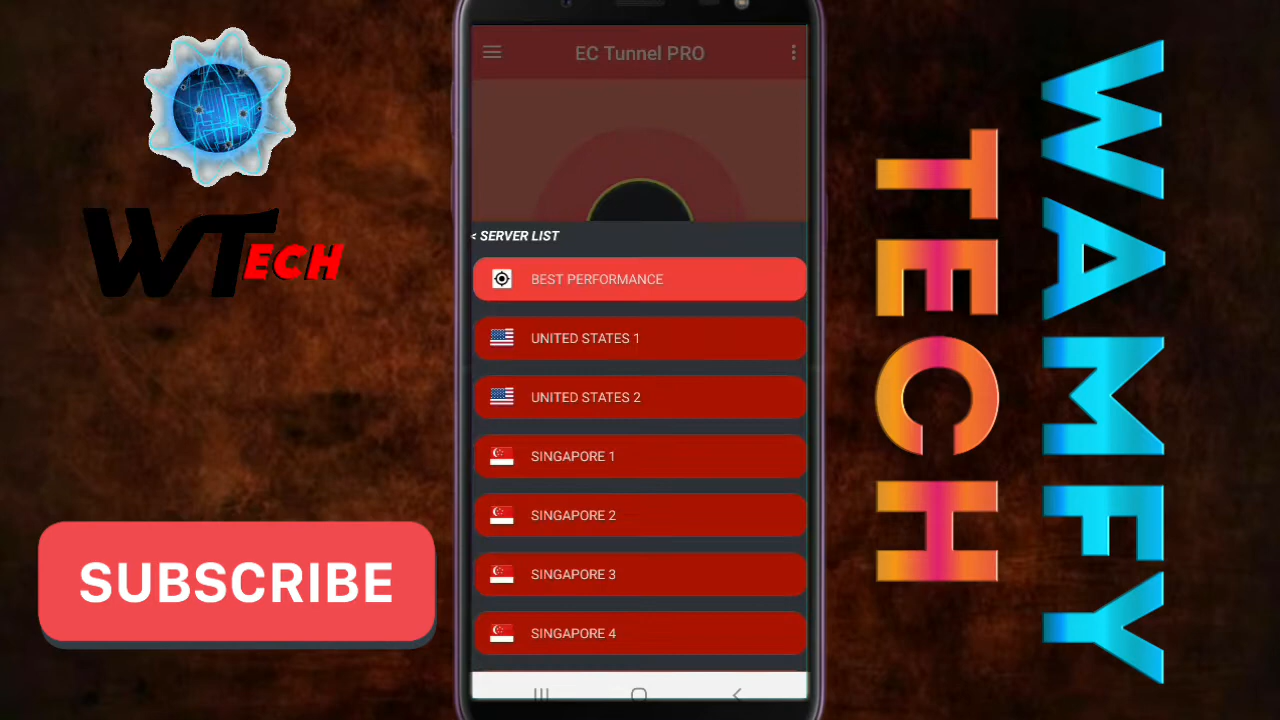 WTECH
SUBSCRIBE
EC Tunnel PRO
< SERVER LIST
BEST PERFORMANCE
UNITED STATES 1
UNITED STATES 2
SINGAPORE 1
SINGAPORE 2
SINGAPORE 3
SINGAPORE 4
WAMFY
TECH